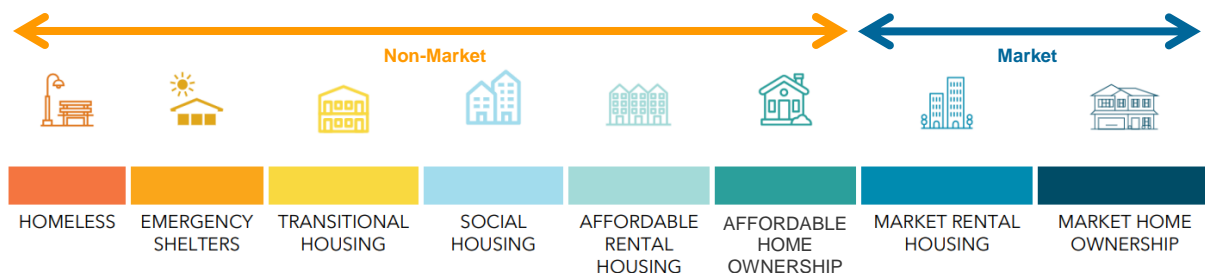 Non-Market
Market
HOMELESS
EMERGENCY
SHELTERS
TRANSITIONAL
HOUSING
SOCIAL
HOUSING
AFFORDABLE
RENTAL
HOUSING
AFFORDABLE
HOME
OWNERSHIP
MARKET RENTAL
HOUSING
MARKET HOME
OWNERSHIP